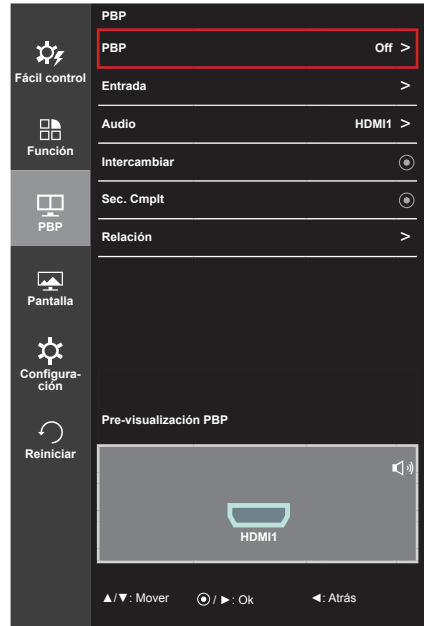 PBP
PBP Off >
Entrada >
Audio HDMI1 >
Intercambiar
Sec. Cmplt
Relación >
Fácil control
Función
PBP
Pantalla
Configura-
ción
Reiniciar
Pre-visualización PBP
HDMI1
▲/▼: Mover ◉/ ►: Ok ◄: Atrás